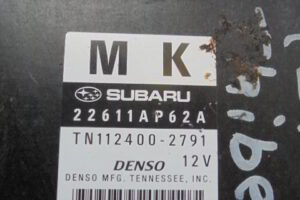 M K
SUBARU
22611AP62A
TN112400-2791
DENSO 12V
DENSO MFG. TENNESSEE, INC.